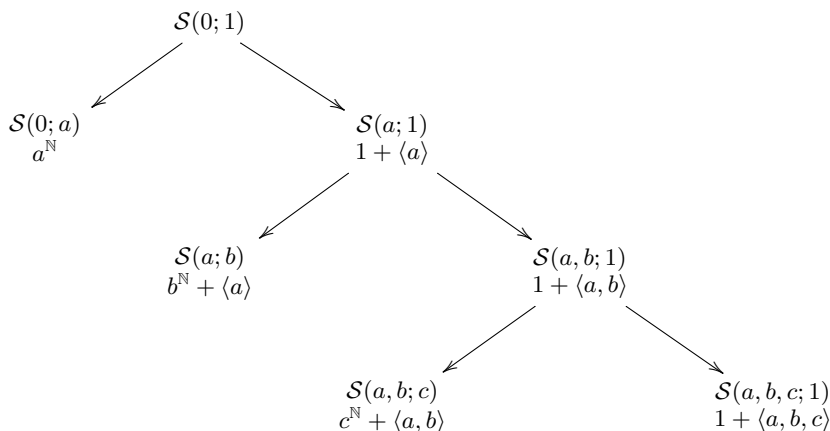 𝒮(0; 1)
𝒮(0; a)
a^ℕ
𝒮(a; 1)
1 + ⟨a⟩
𝒮(a; b)
b^ℕ + ⟨a⟩
𝒮(a, b; 1)
1 + ⟨a, b⟩
𝒮(a, b; c)
c^ℕ + ⟨a, b⟩
𝒮(a, b, c; 1)
1 + ⟨a, b, c⟩